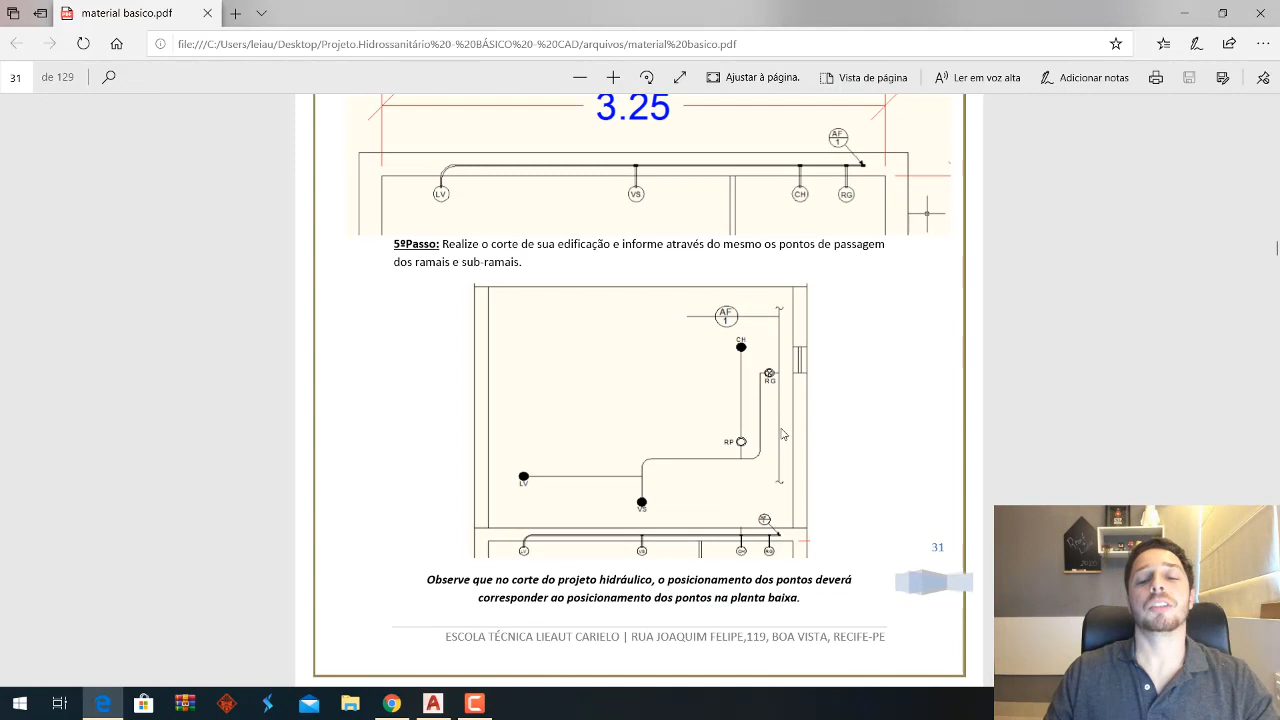 PDF material basico.pdf
file:///C:/Users/leiau/Desktop/Projeto.Hidrossanitário%20-%20BÁSICO%20-%20CAD/arquivos/material%20basico.pdf
31 de 129
Ajustar à página.
Vista de página
Ler em voz alta
Adicionar notas
3.25
AF
1
LV VS CH RG
5ºPasso: Realize o corte de sua edificação e informe através do mesmo os pontos de passagem
dos ramais e sub-ramais.
AF
1
CH
RG
RP
LV
VS
LV VS CH RG
31
Observe que no corte do projeto hidráulico, o posicionamento dos pontos deverá
corresponder ao posicionamento dos pontos na planta baixa.
ESCOLA TÉCNICA LIEAUT CARIELO | RUA JOAQUIM FELIPE,119, BOA VISTA, RECIFE-PE